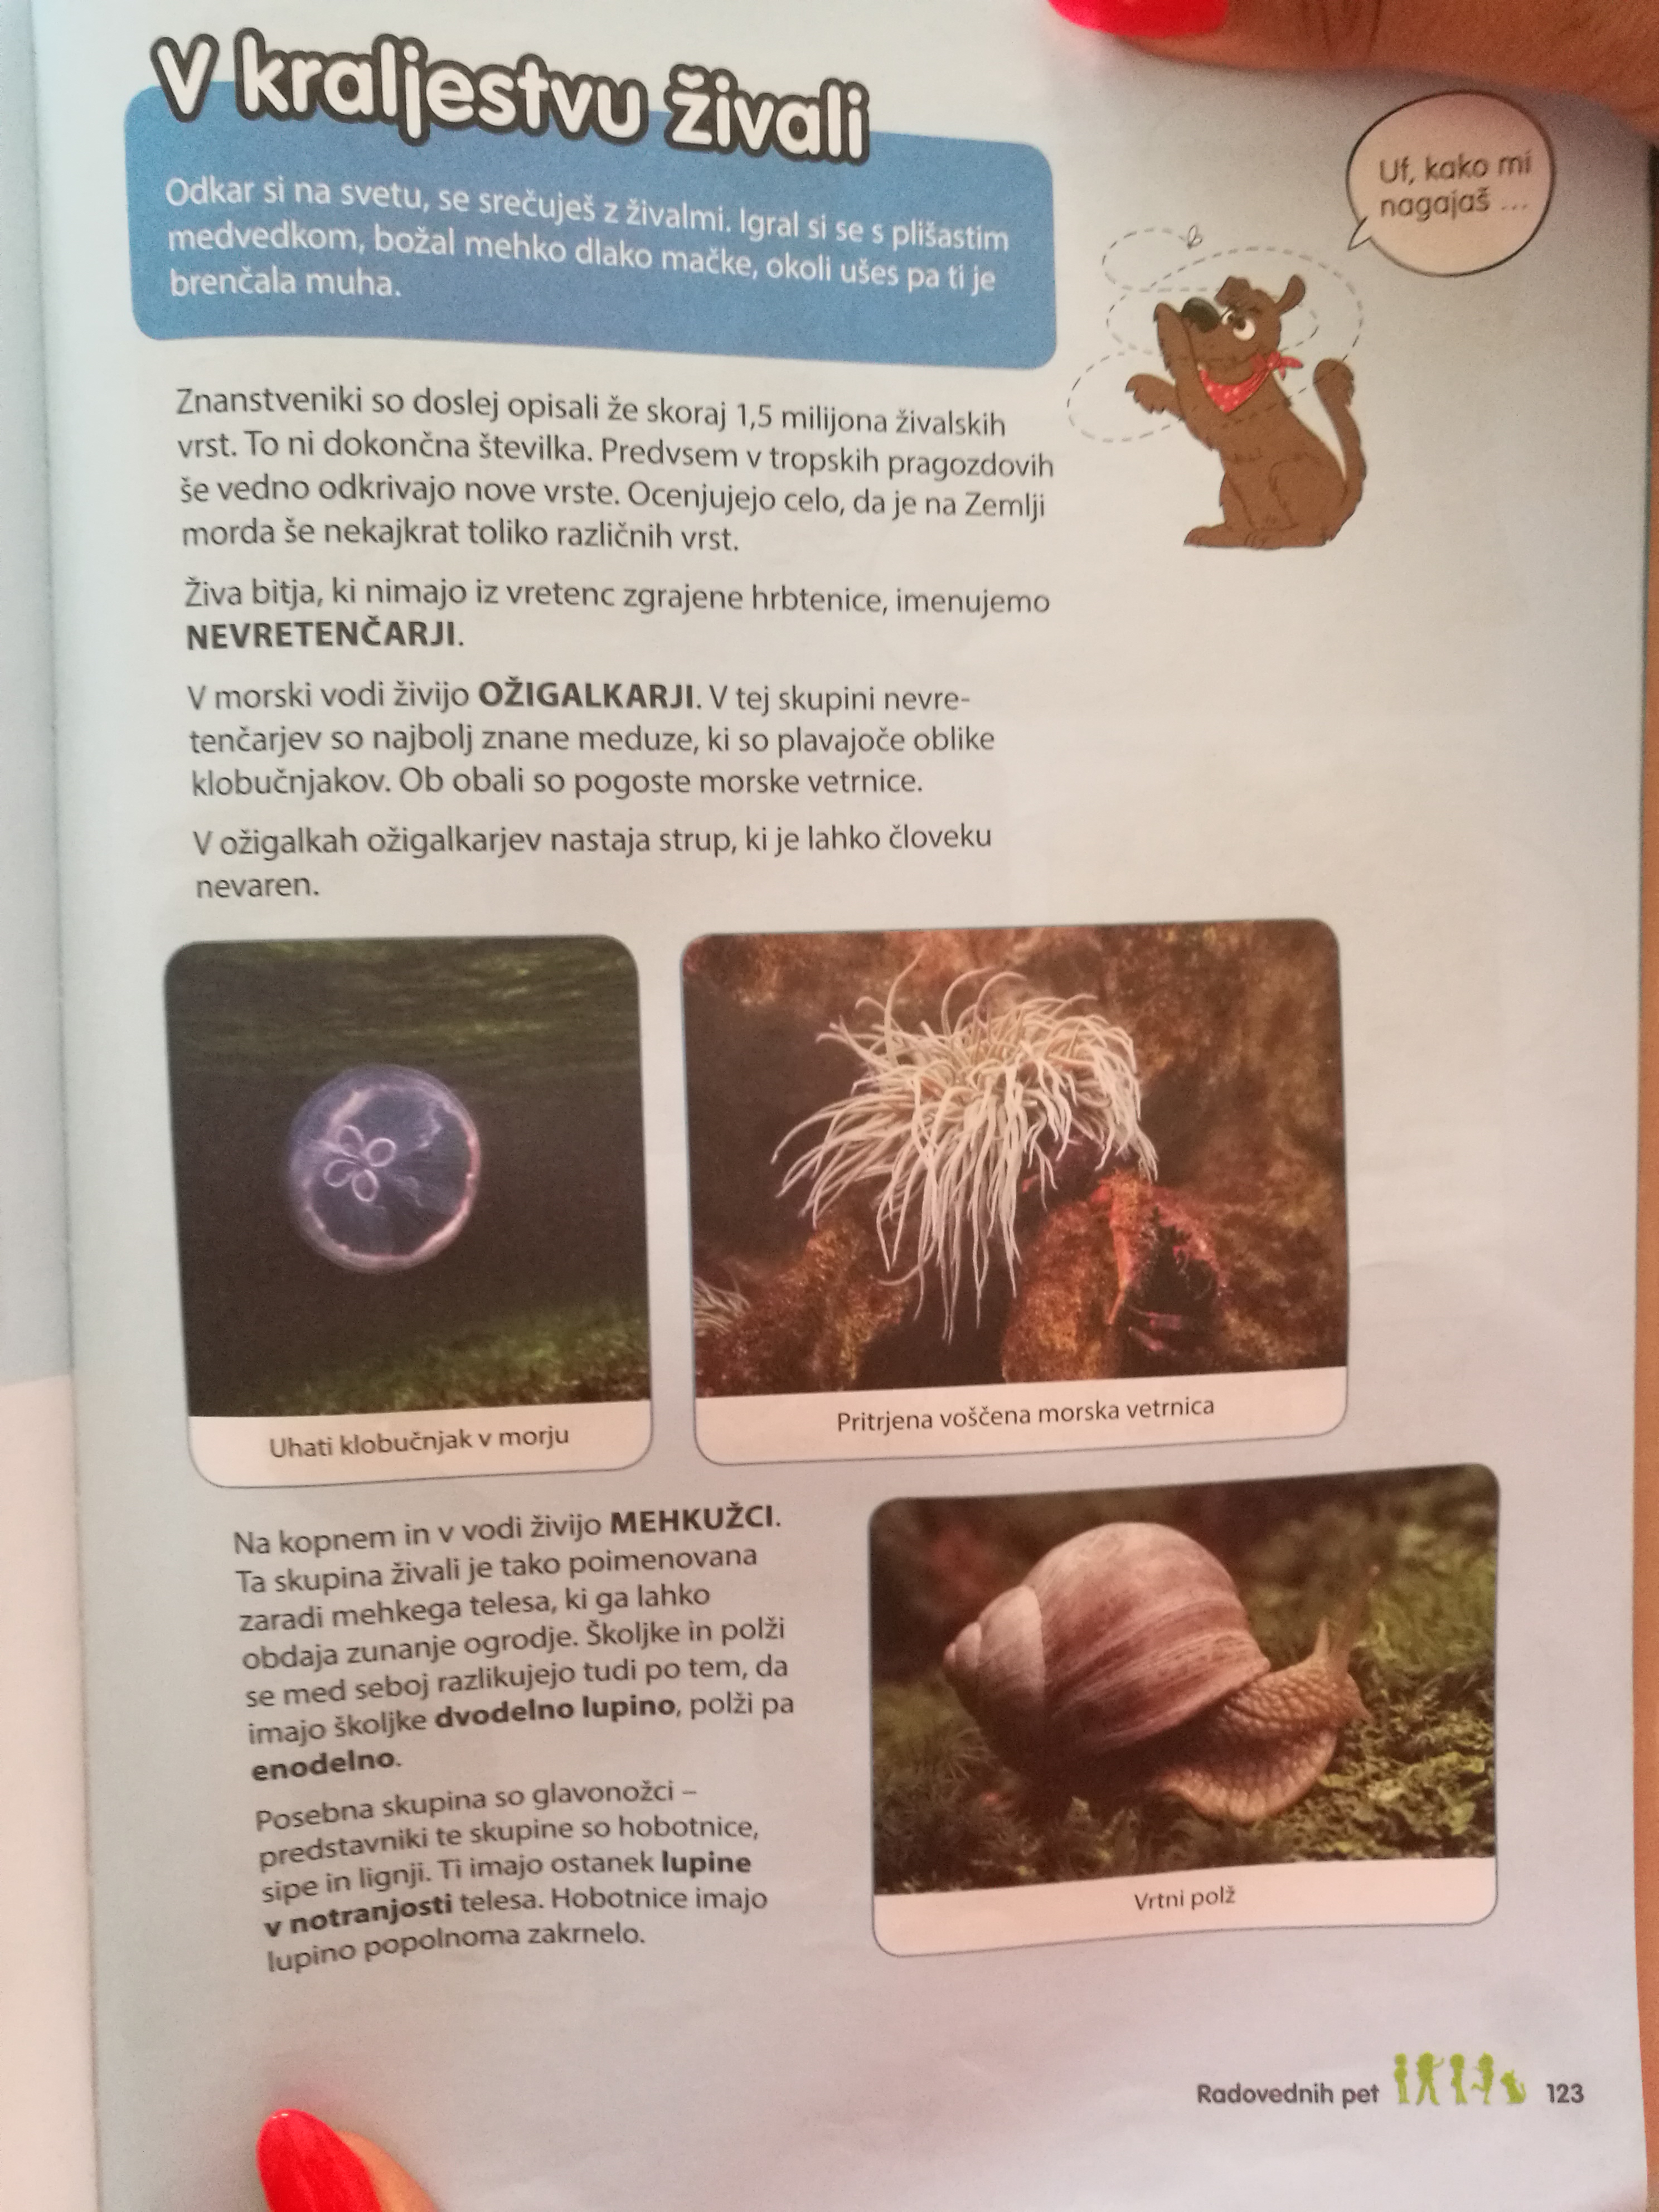 V kraljestvu živali
Odkar si na svetu, se srečuješ z živalmi. Igral si se s plišastim
medvedkom, božal mehko dlako mačke, okoli ušes pa ti je
brenčala muha.
Uf, kako mi
nagajaš ...
Znanstveniki so doslej opisali že skoraj 1,5 milijona živalskih
vrst. To ni dokončna številka. Predvsem v tropskih pragozdovih
še vedno odkrivajo nove vrste. Ocenjujejo celo, da je na Zemlji
morda še nekajkrat toliko različnih vrst.
Živa bitja, ki nimajo iz vretenc zgrajene hrbtenice, imenujemo
NEVRETENČARJI.
V morski vodi živijo OŽIGALKARJI. V tej skupini nevre-
tenčarjev so najbolj znane meduze, ki so plavajoče oblike
klobučnjakov. Ob obali so pogoste morske vetrnice.
V ožigalkah ožigalkarjev nastaja strup, ki je lahko človeku
nevaren.
Uhati klobučnjak v morju
Pritrjena voščena morska vetrnica
Na kopnem in v vodi živijo MEHKUŽCI.
Ta skupina živali je tako poimenovana
zaradi mehkega telesa, ki ga lahko
obdaja zunanje ogrodje. Školjke in polži
se med seboj razlikujejo tudi po tem, da
imajo školjke dvodelno lupino, polži pa
enodelno.
Posebna skupina so glavonožci –
predstavniki te skupine so hobotnice,
sipe in lignji. Ti imajo ostanek lupine
v notranjosti telesa. Hobotnice imajo
lupino popolnoma zakrnelo.
Vrtni polž
Radovednih pet 123